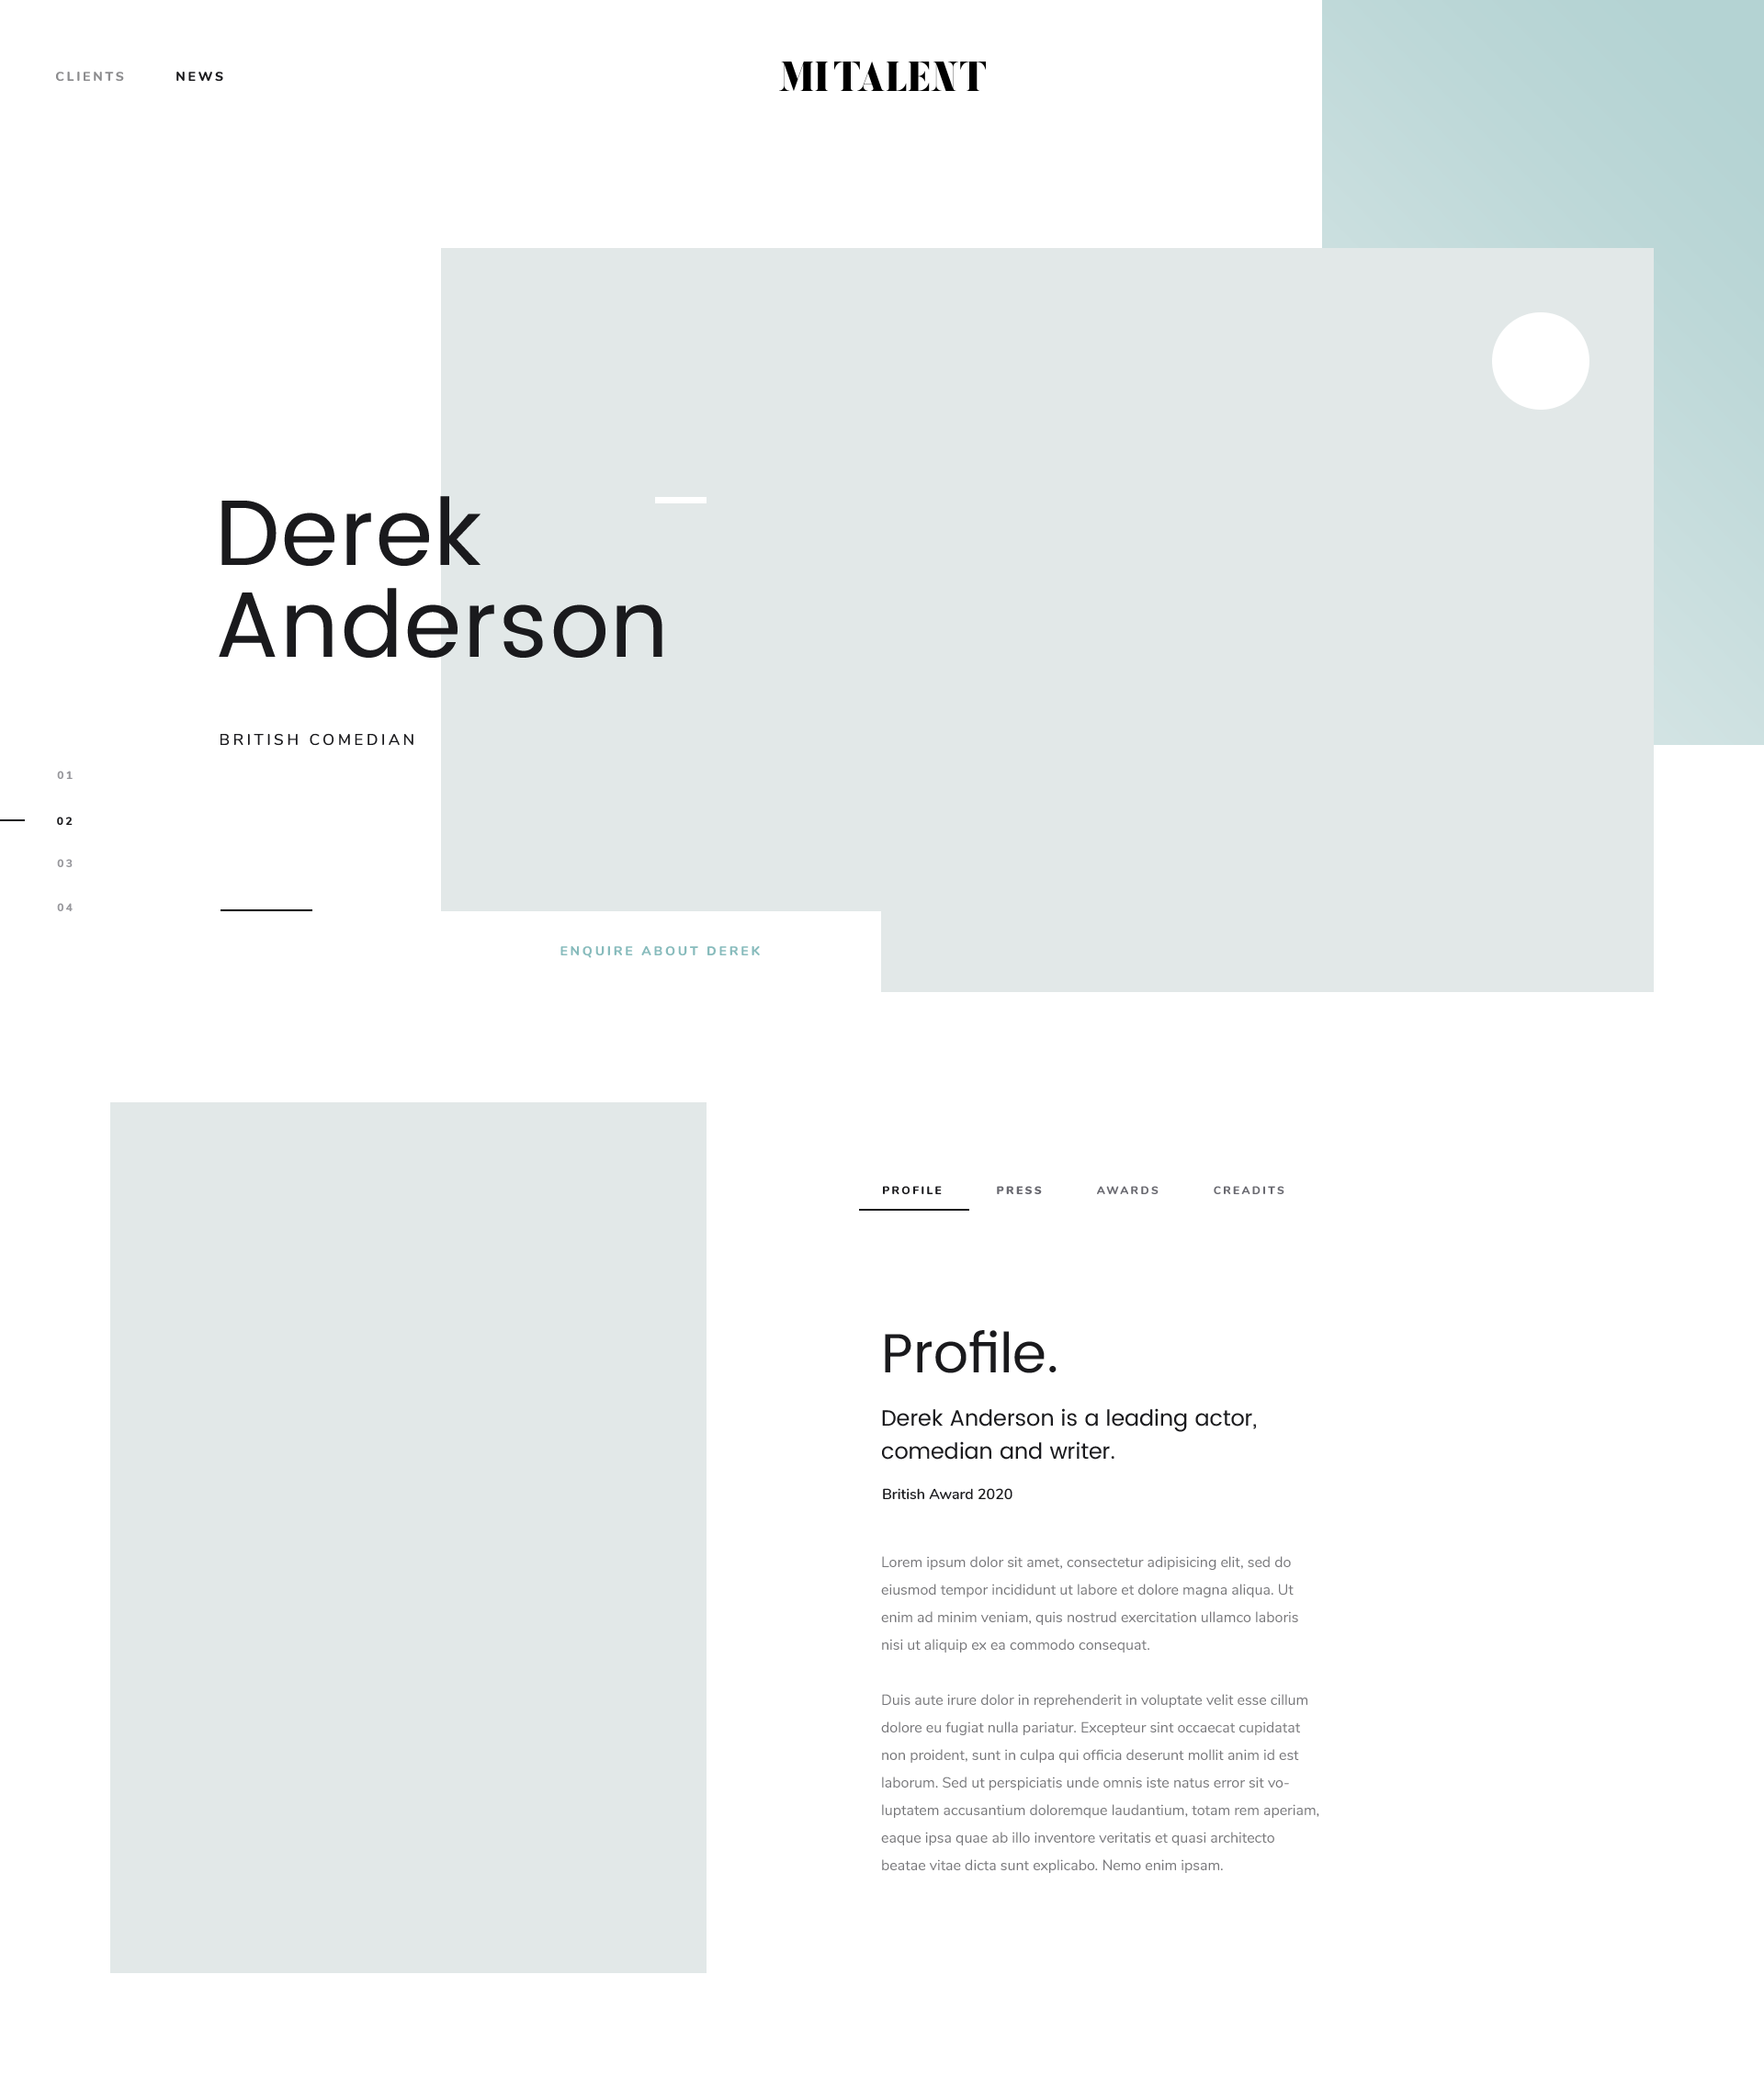 CLIENTS
NEWS
MITALENT
Derek
Anderson
BRITISH COMEDIAN
01
02
03
04
ENQUIRE ABOUT DEREK
PROFILE
PRESS
AWARDS
CREADITS
Profile.
Derek Anderson is a leading actor,
comedian and writer.
British Award 2020
Lorem ipsum dolor sit amet, consectetur adipisicing elit, sed do
eiusmod tempor incididunt ut labore et dolore magna aliqua. Ut
enim ad minim veniam, quis nostrud exercitation ullamco laboris
nisi ut aliquip ex ea commodo consequat.
Duis aute irure dolor in reprehenderit in voluptate velit esse cillum
dolore eu fugiat nulla pariatur. Excepteur sint occaecat cupidatat
non proident, sunt in culpa qui officia deserunt mollit anim id est
laborum. Sed ut perspiciatis unde omnis iste natus error sit vo-
luptatem accusantium doloremque laudantium, totam rem aperiam,
eaque ipsa quae ab illo inventore veritatis et quasi architecto
beatae vitae dicta sunt explicabo. Nemo enim ipsam.